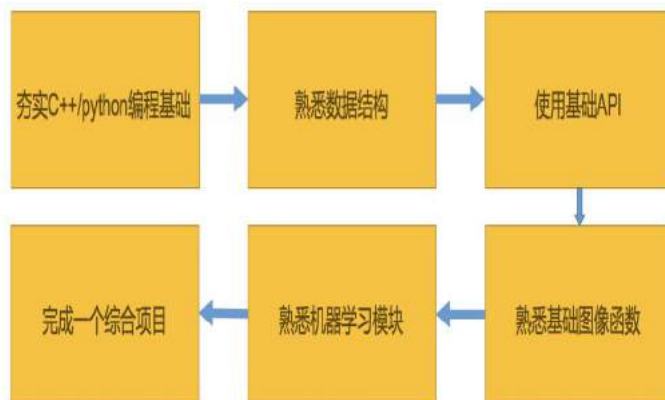 夯实C++/python编程基础
熟悉数据结构
使用基础API
熟悉基础图像函数
熟悉机器学习模块
完成一个综合项目